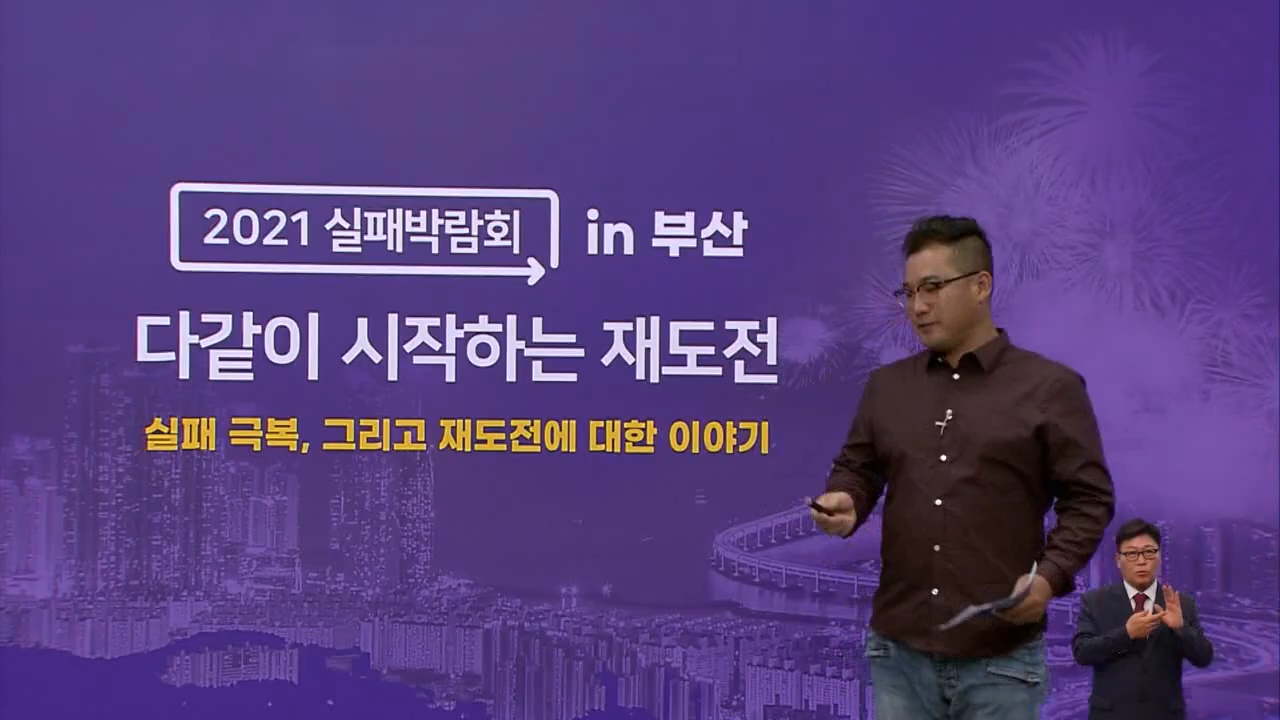 2021 실패박람회 in 부산
다같이 시작하는 재도전
실패 극복, 그리고 재도전에 대한 이야기